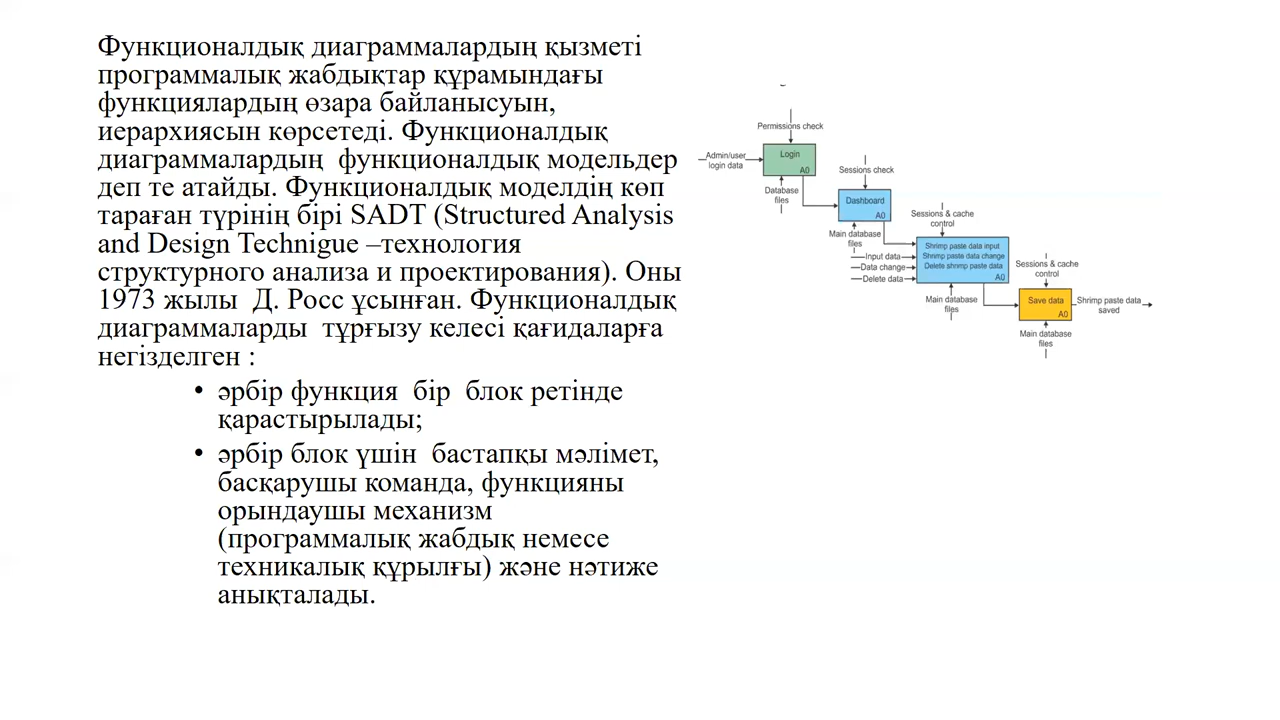 Функционалдық диаграммалардың қызметі
программалық жабдықтар құрамындағы
функциялардың өзара байланысуын,
иерархиясын көрсетеді. Функционалдық
диаграммалардың функционалдық модельдер
деп те атайды. Функционалдық моделдің көп
тараған түрінің бірі SADT (Structured Analysis
and Design Technigue –технология
структурного анализа и проектирования). Оны
1973 жылы Д. Росс ұсынған. Функционалдық
диаграммаларды тұрғызу келесі қағидаларға
негізделген :
• әрбір функция бір блок ретінде
қарастырылады;
• әрбір блок үшін бастапқы мәлімет,
басқарушы команда, функцияны
орындаушы механизм
(программалық жабдық немесе
техникалық құрылғы) және нәтиже
анықталады.
Permissions check
Admin/user
login data
Login
A0
Database
files
Sessions check
Dashboard
A0
Main database
files
Sessions & cache
control
Input data
Data change
Delete data
Shrimp paste data input
Shrimp paste data change
Delete shrimp paste data
A0
Main database
files
Sessions & cache
control
Save data
A0
Shrimp paste data
saved
Main database
files